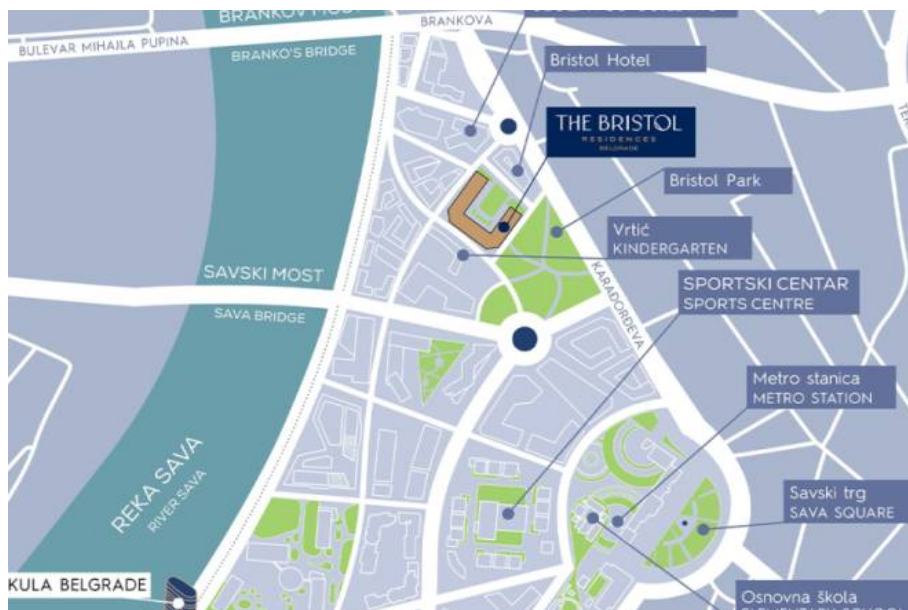 BRANKOV MOST
BRANKO'S BRIDGE
BULEVAR MIHAJLA PUPINA
BRANKOVA
Bristol Hotel
THE BRISTOL
RESIDENCES
BELGRADE
Bristol Park
Vrtić
KINDERGARTEN
SAVSKI MOST
SAVA BRIDGE
KARAĐORĐEVA
SPORTSKI CENTAR
SPORTS CENTRE
Metro stanica
METRO STATION
REKA SAVA
RIVER SAVA
Savski trg
SAVA SQUARE
KULA BELGRADE
Osnovna škola